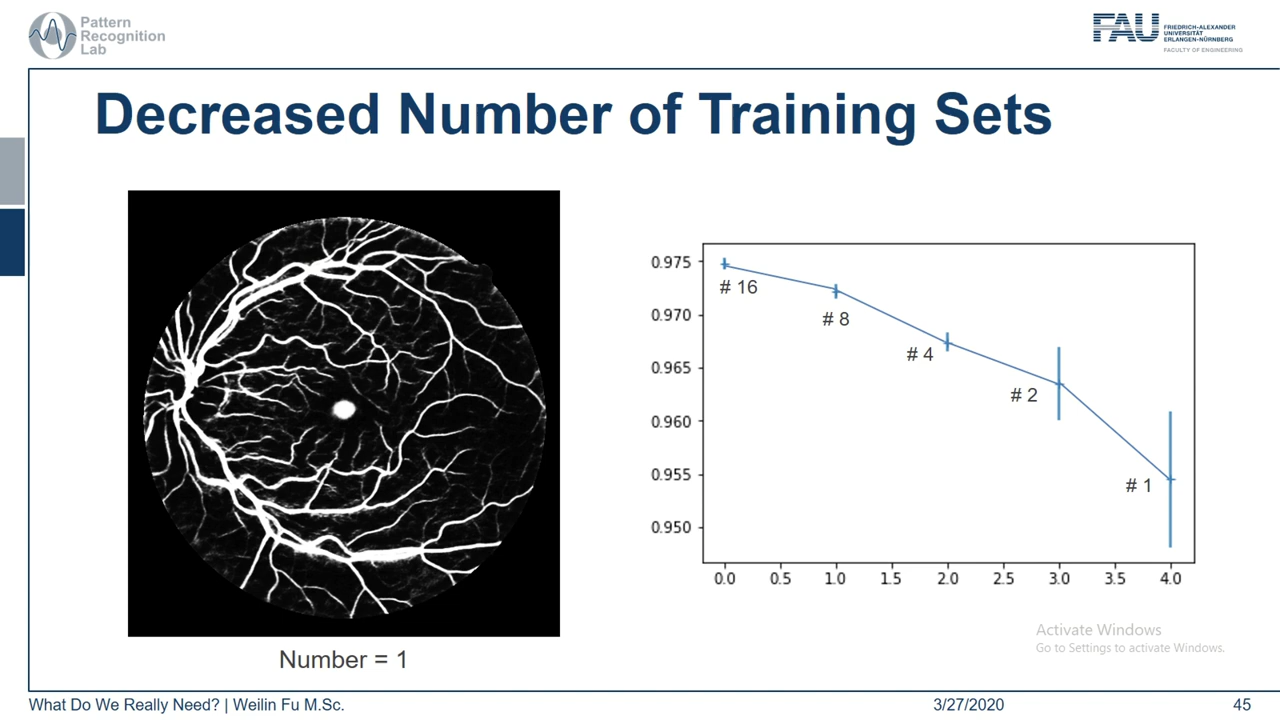 Pattern
Recognition
Lab
FAU
FRIEDRICH-ALEXANDER
UNIVERSITÄT
ERLANGEN-NÜRNBERG
FACULTY OF ENGINEERING
Decreased Number of Training Sets
0.975
0.970
0.965
0.960
0.955
0.950
# 16
# 8
# 4
# 2
# 1
0.0 0.5 1.0 1.5 2.0 2.5 3.0 3.5 4.0
Number = 1
Activate Windows
Go to Settings to activate Windows.
What Do We Really Need? | Weilin Fu M.Sc. 3/27/2020 45